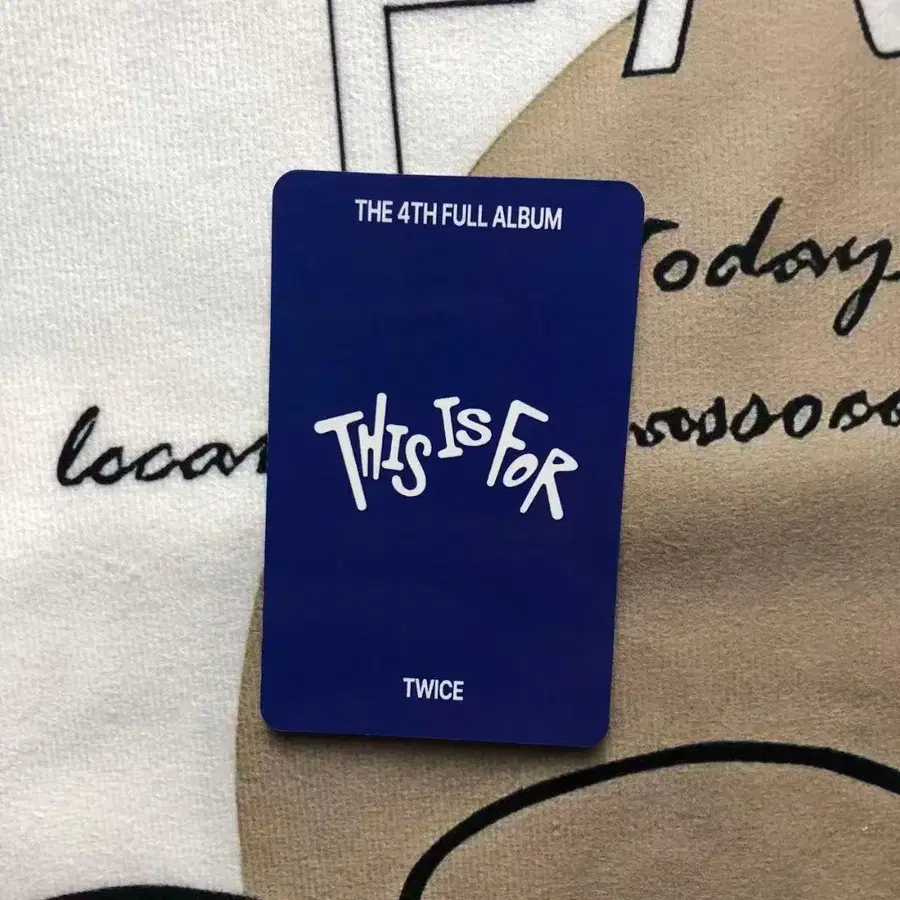 THE 4TH FULL ALBUM
Today
THIS IS FOR
TWICE